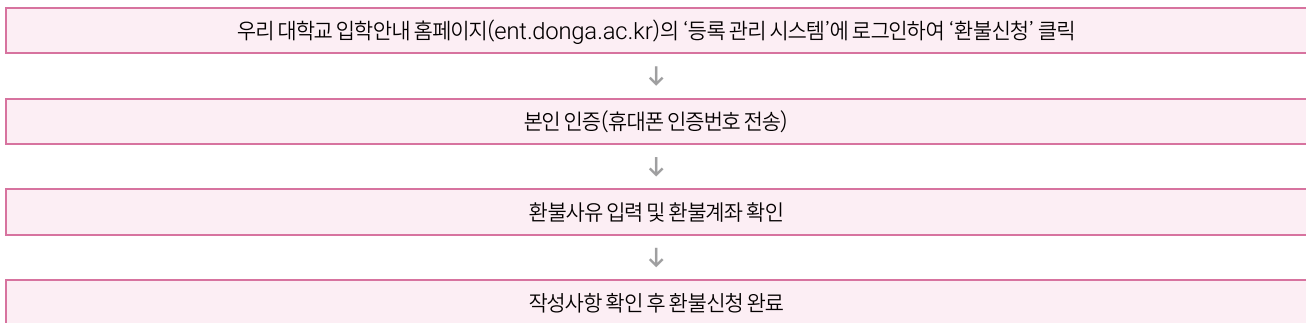 우리 대학교 입학안내 홈페이지(ent.donga.ac.kr)의 ‘등록 관리 시스템’에 로그인하여 ‘환불신청’ 클릭
↓
본인 인증(휴대폰 인증번호 전송)
↓
환불사유 입력 및 환불계좌 확인
↓
작성사항 확인 후 환불신청 완료